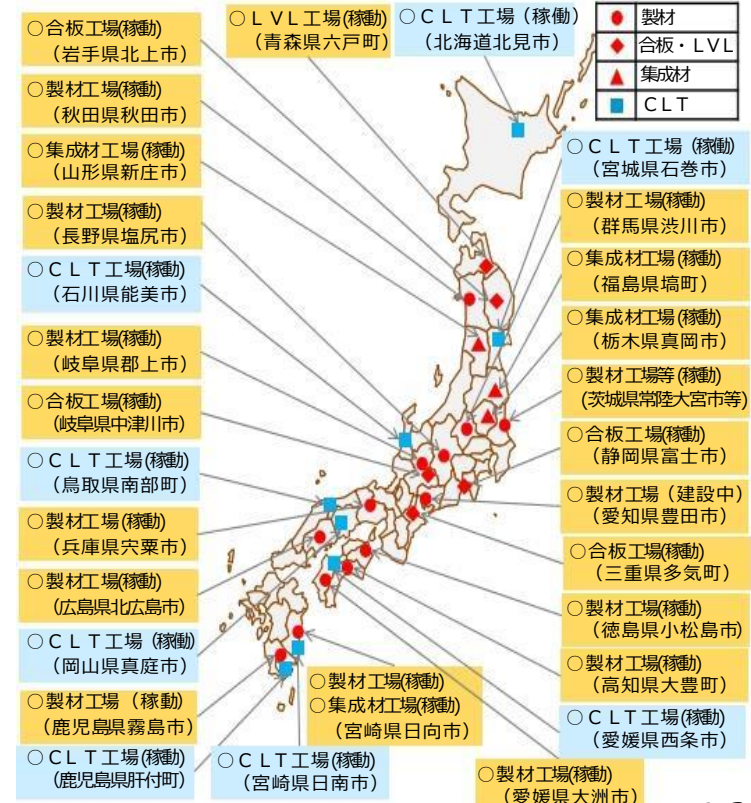 ○合板工場(稼動)
(岩手県北上市)
○製材工場(稼動)
(秋田県秋田市)
○集成材工場(稼動)
(山形県新庄市)
○製材工場(稼動)
(長野県塩尻市)
○CLT工場(稼動)
(石川県能美市)
○製材工場(稼動)
(岐阜県郡上市)
○合板工場(稼動)
(岐阜県中津川市)
○CLT工場(稼動)
(鳥取県南部町)
○製材工場(稼動)
(兵庫県宍粟市)
○製材工場(稼動)
(広島県北広島市)
○CLT工場(稼働)
(岡山県真庭市)
○製材工場(稼動)
(鹿児島県霧島市)
○CLT工場(稼動)
(鹿児島県肝付町)
○LVL工場(稼動)
(青森県六戸町)
○CLT工場(稼働)
(北海道北見市)
製材
合板・LVL
集成材
CLT
○CLT工場(稼働)
(宮城県石巻市)
○製材工場(稼動)
(群馬県渋川市)
○集成材工場(稼動)
(福島県塙町)
○集成材工場(稼動)
(栃木県真岡市)
○製材工場等(稼動)
(茨城県常陸大宮市等)
○合板工場(稼動)
(静岡県富士市)
○製材工場(建設中)
(愛知県豊田市)
○合板工場(稼動)
(三重県多気町)
○製材工場(稼動)
(徳島県小松島市)
○製材工場(稼動)
(高知県大豊町)
○CLT工場(稼動)
(愛媛県西条市)
○製材工場(稼動)
(愛媛県大洲市)
○製材工場(稼動)
○集成材工場(稼動)
(宮崎県日向市)
○CLT工場(稼動)
(宮崎県日南市)